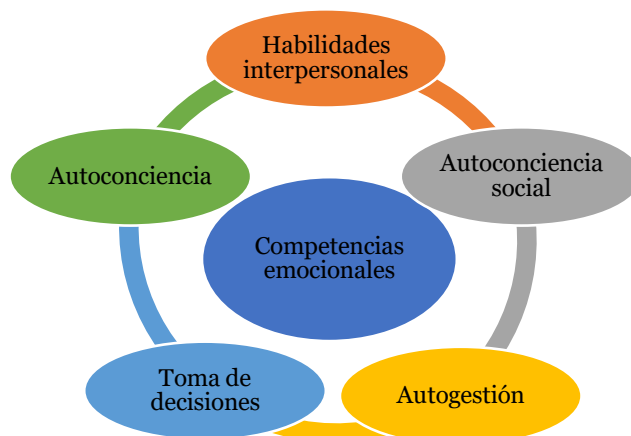 Habilidades
interpersonales
Autoconciencia
Autoconciencia
social
Competencias
emocionales
Toma de
decisiones
Autogestión